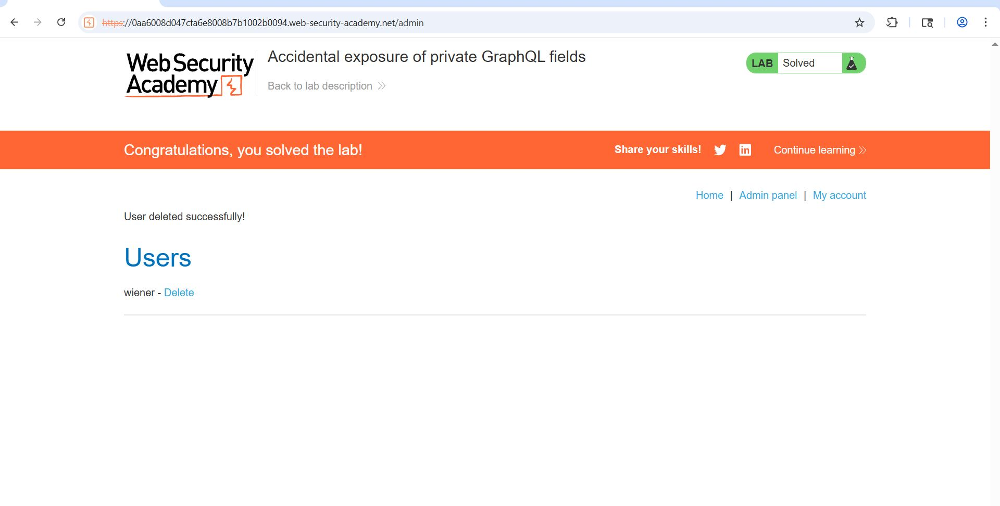 https://0aa6008d047cfa6e8008b7b1002b0094.web-security-academy.net/admin
Web Security
Academy
Accidental exposure of private GraphQL fields
Back to lab description
LAB Solved
Congratulations, you solved the lab!
Share your skills!
Continue learning
Home | Admin panel | My account
User deleted successfully!
Users
wiener - Delete